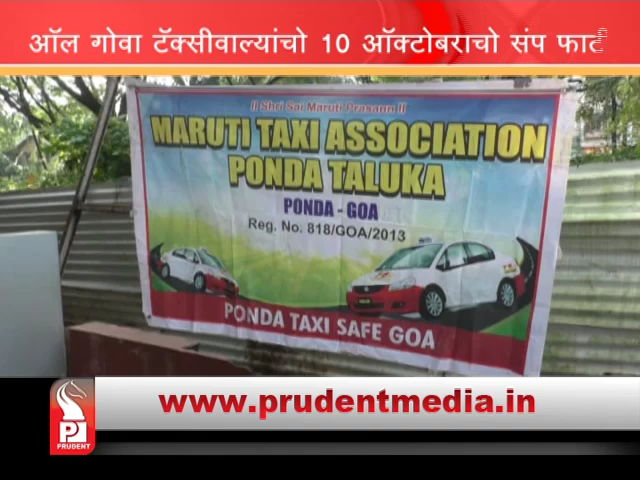 ऑल गोवा टॅक्सीवाल्यांचो 10 ऑक्टोबराचो संप फाटीं
|| Shri Sai Maruti Prasann ||
MARUTI TAXI ASSOCIATION
PONDA TALUKA
PONDA - GOA
Reg. No. 818/GOA/2013
PONDA TAXI SAFE GOA
www.prudentmedia.in
PRUDENT